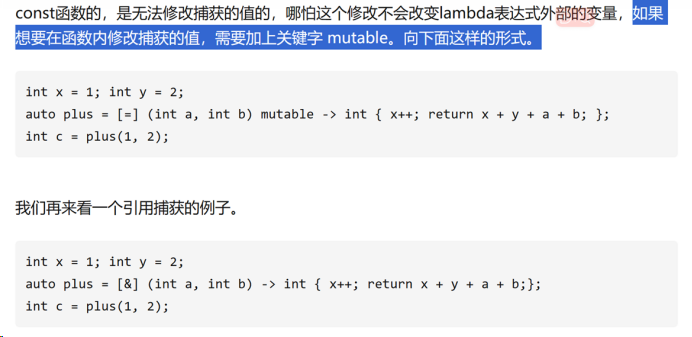 const函数的，是无法修改捕获的值的，哪怕这个修改不会改变lambda表达式外部的变量，如果
想要在函数内修改捕获的值，需要加上关键字 mutable。向下面这样的形式。
int x = 1; int y = 2;
auto plus = [=] (int a, int b) mutable -> int { x++; return x + y + a + b; };
int c = plus(1, 2);
我们再来看一个引用捕获的例子。
int x = 1; int y = 2;
auto plus = [&] (int a, int b) -> int { x++; return x + y + a + b;};
int c = plus(1, 2);